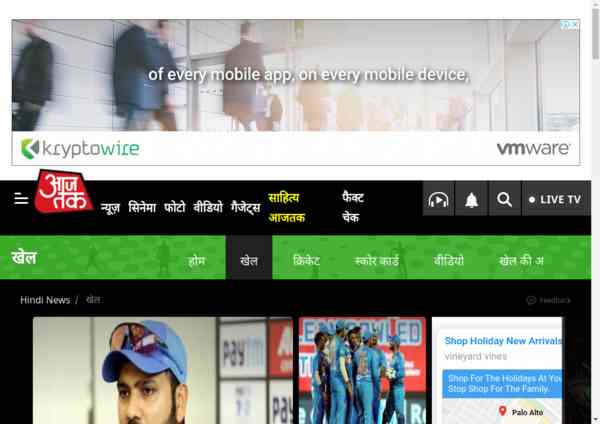 of every mobile app, on every mobile device,
kryptowire
vmware
आज तक
न्यूज़ सिनेमा फोटो वीडियो गैजेट्स साहित्य आजतक फैक्ट चेक
LIVE TV
खेल
होम खेल क्रिकेट स्कोर कार्ड वीडियो खेल की अ
Hindi News / खेल
Feedback
Paytm
Shop Holiday New Arrivals
vineyard vines
Shop For The Holidays At You
Stop Shop For The Family.
Palo Alto